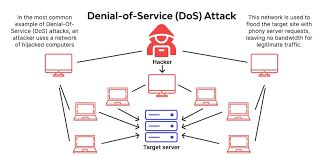 Denial-of-Service (DoS) Attack
In the most common
example of Denial-Of-
Service (DoS) attacks, an
attacker uses a network
of hijacked computers
This network is used to
flood the target site with
phony server requests,
leaving no bandwidth for
legitimate traffic.
Hacker
Target server